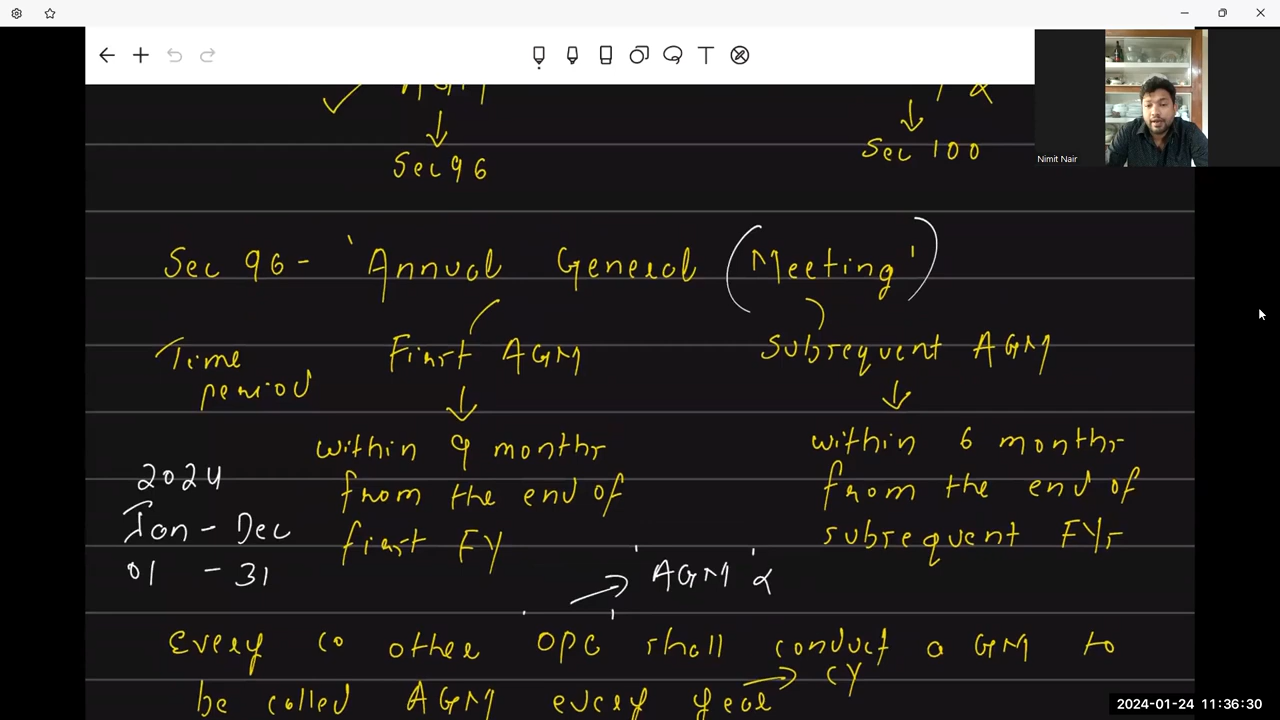 Nimit Nair
AGM
Sec 96
Sec 100
Sec 96 - 'Annual General (Meeting')
Time period
First AGM
Subsequent AGM
within 9 months
from the end of
first FY
within 6 months
from the end of
subsequent FYs
2024
Jan - Dec
01 - 31
'AGM'
Every co other OPC shall conduct a GM to
be called AGM every year → CY
2024-01-24 11:36:30